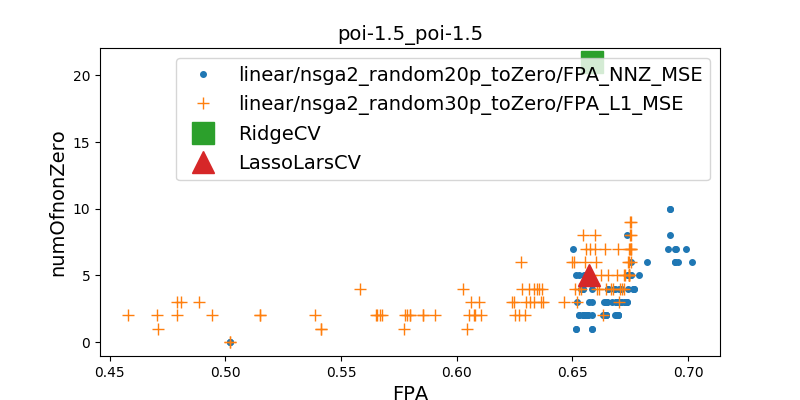 poi-1.5_poi-1.5
linear/nsga2_random20p_toZero/FPA_NNZ_MSE
linear/nsga2_random30p_toZero/FPA_L1_MSE
RidgeCV
LassoLarsCV
numOfnonZero
20
15
10
5
0
0.45 0.50 0.55 0.60 0.65 0.70
FPA